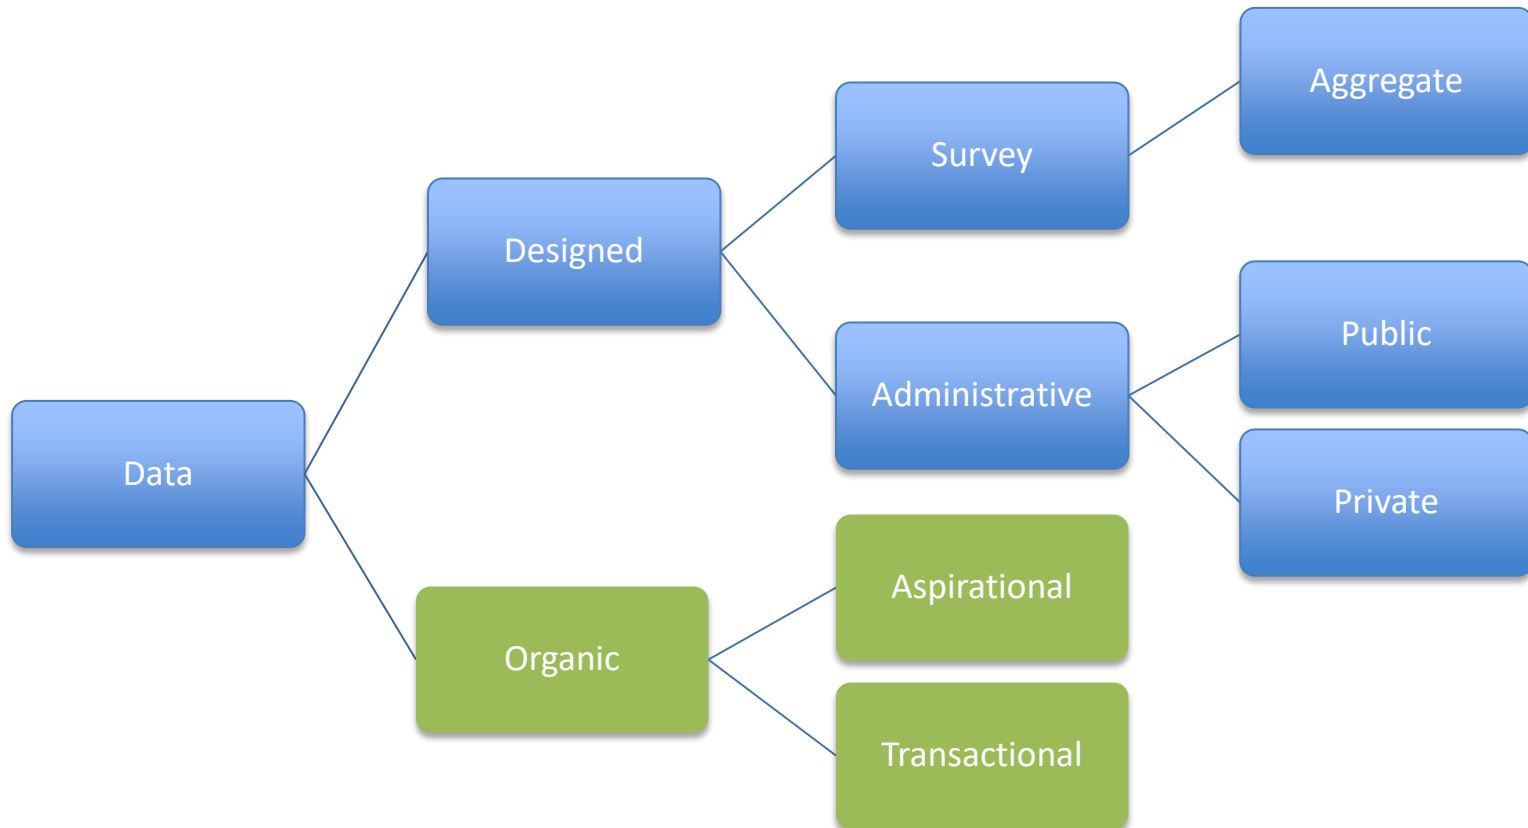 Data
Designed
Survey
Aggregate
Administrative
Public
Private
Organic
Aspirational
Transactional